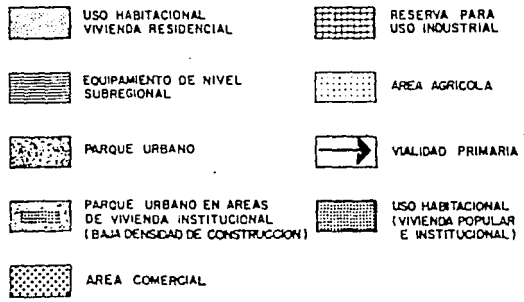 USO HABITACIONAL
VIVIENDA RESIDENCIAL
EQUIPAMIENTO DE NIVEL
SUBREGIONAL
PARQUE URBANO
PARQUE URBANO EN AREAS
DE VIVIENDA INSTITUCIONAL
(BAJA DENSIDAD DE CONSTRUCCION)
AREA COMERCIAL
RESERVA PARA
USO INDUSTRIAL
AREA AGRICOLA
VIALIDAD PRIMARIA
USO HABITACIONAL
(VIVIENDA POPULAR
E INSTITUCIONAL)